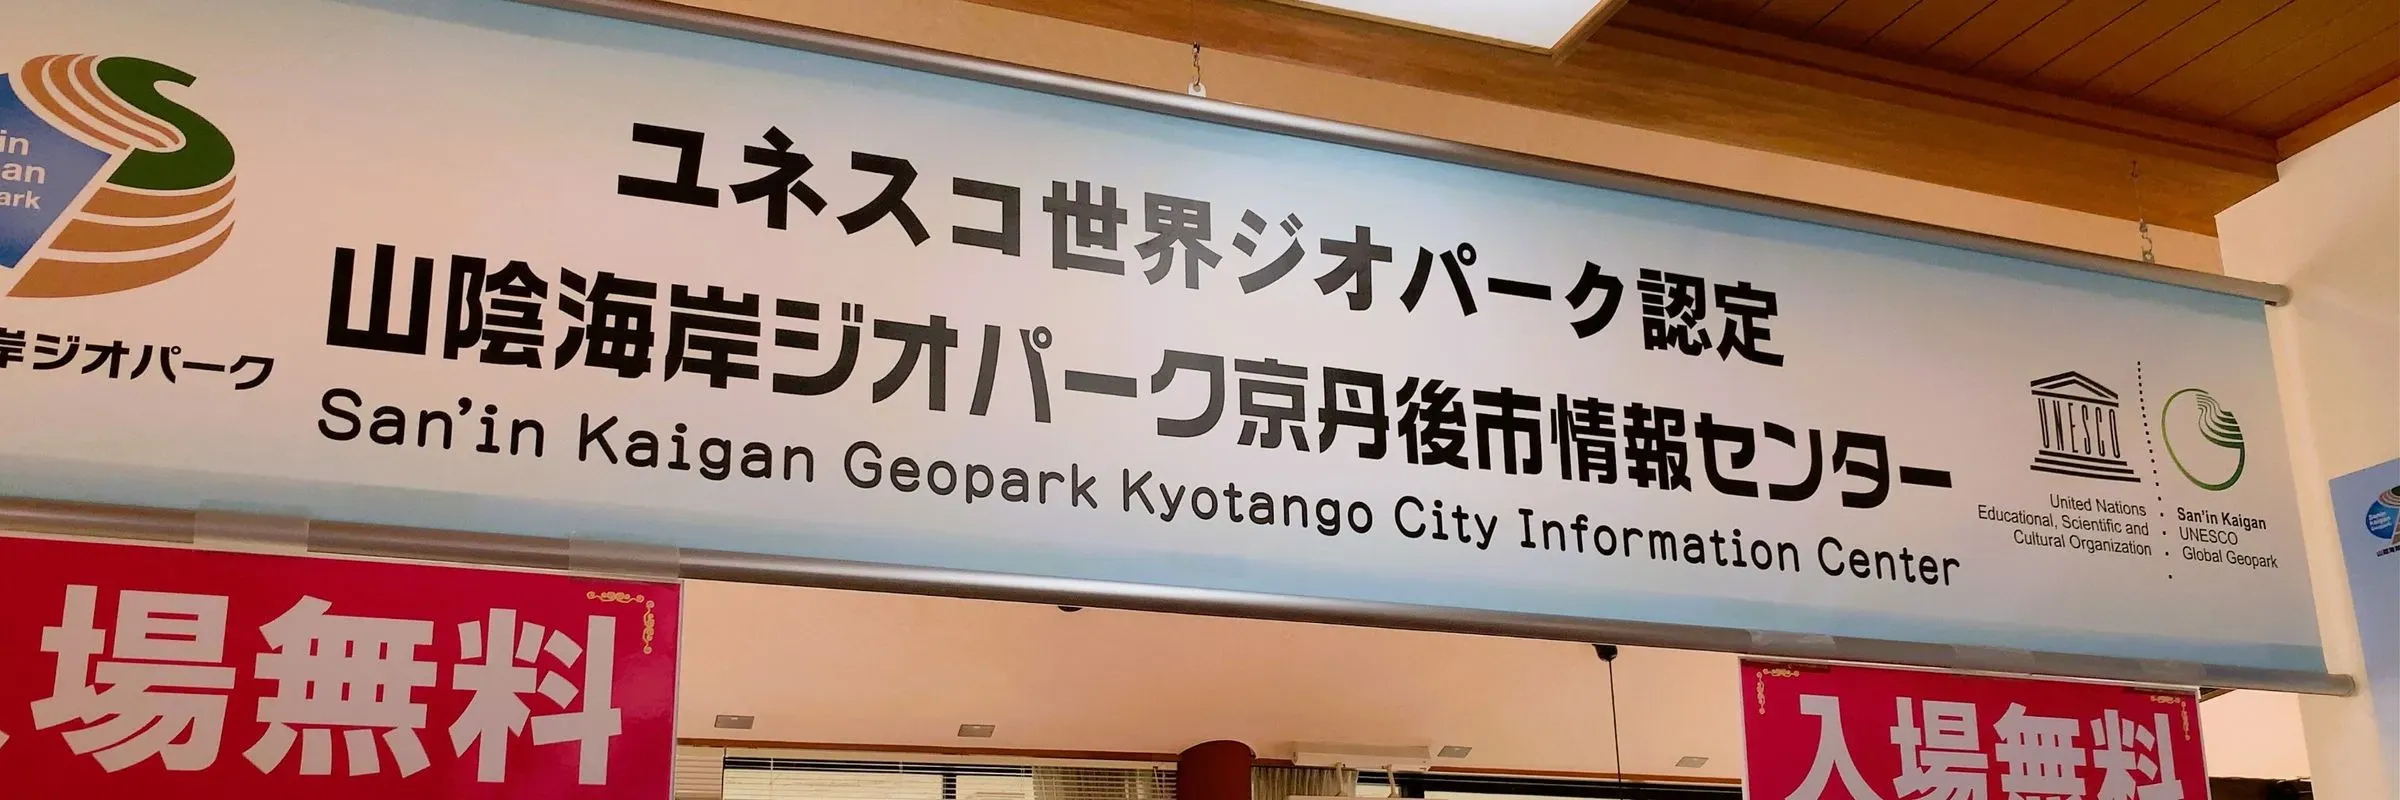 ユネスコ世界ジオパーク認定
山陰海岸ジオパーク京丹後市情報センター
San'in Kaigan Geopark Kyotango City Information Center
岸ジオパーク
UNESCO
United Nations
Educational, Scientific and
Cultural Organization
San'in Kaigan
UNESCO
Global Geopark
場無料
入場無料